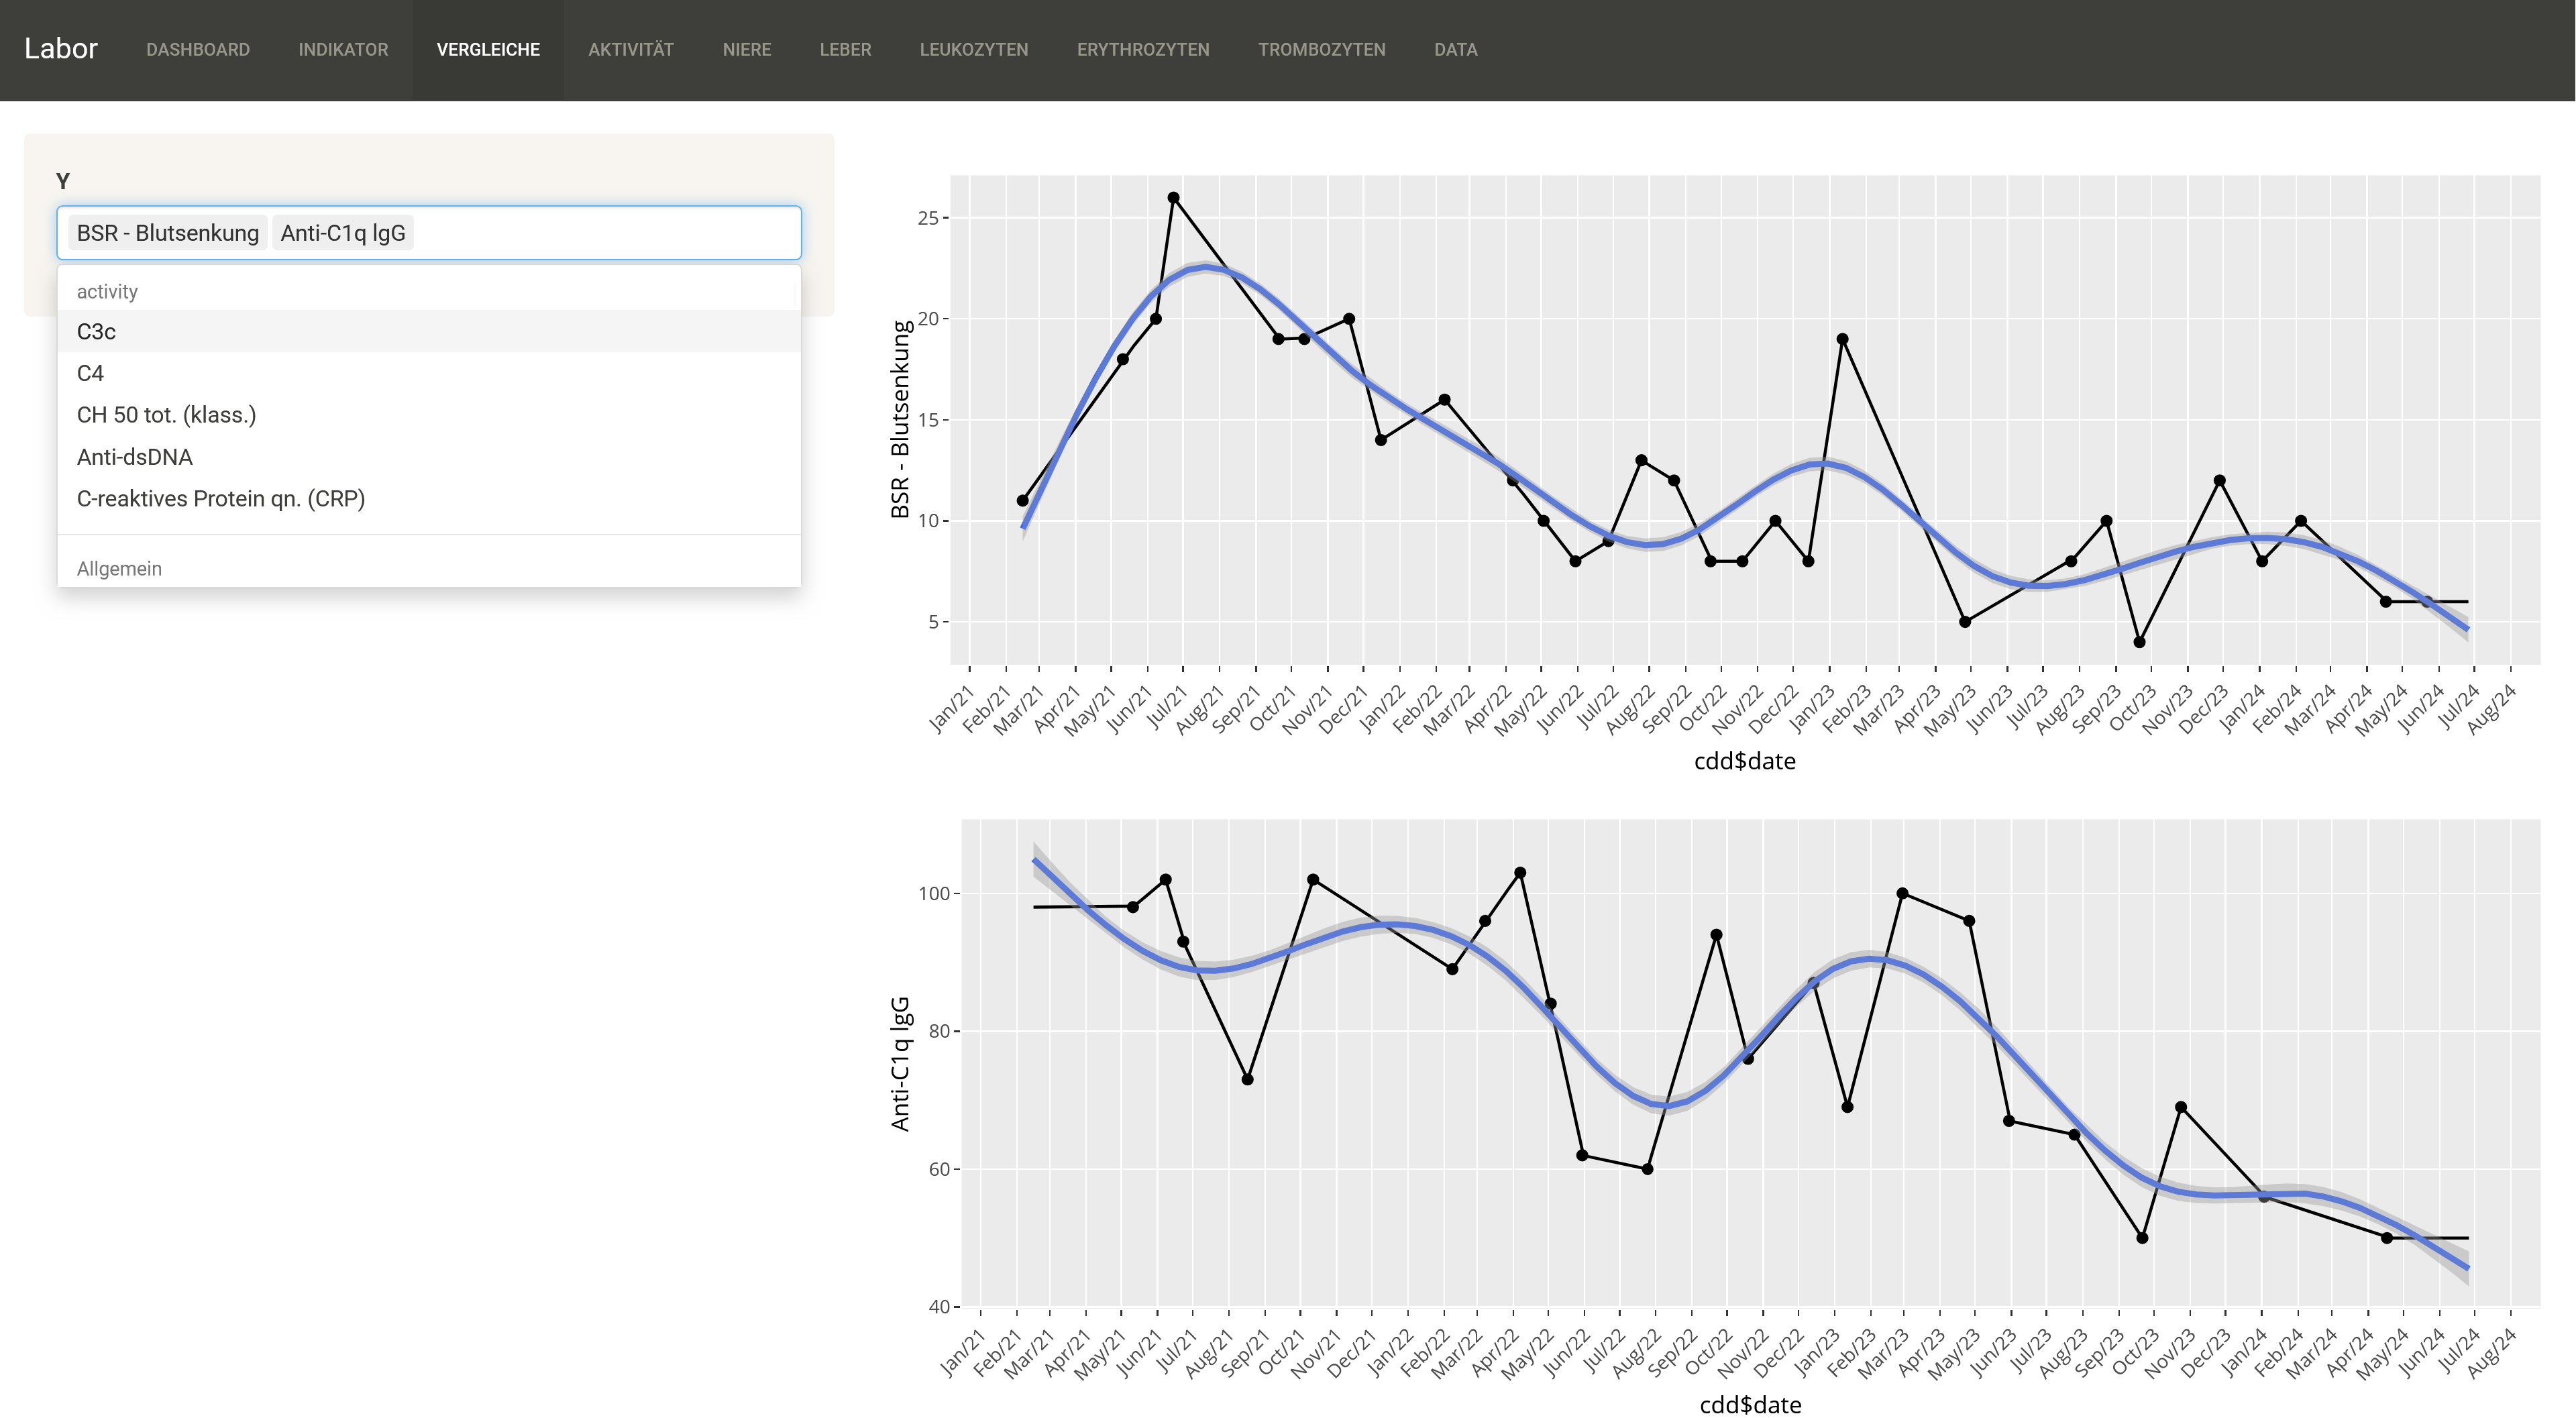 Labor DASHBOARD INDIKATOR VERGLEICHE AKTIVITÄT NIERE LEBER LEUKOZYTEN ERYTHROZYTEN TROMBOZYTEN DATA
Y
BSR - Blutsenkung Anti-C1q lgG
activity
C3c
C4
CH 50 tot. (klass.)
Anti-dsDNA
C-reaktives Protein qn. (CRP)
Allgemein
BSR - Blutsenkung
25
20
15
10
5
Jan/21 Feb/21 Mar/21 Apr/21 May/21 Jun/21 Jul/21 Aug/21 Sep/21 Oct/21 Nov/21 Dec/21 Jan/22 Feb/22 Mar/22 Apr/22 May/22 Jun/22 Jul/22 Aug/22 Sep/22 Oct/22 Nov/22 Dec/22 Jan/23 Feb/23 Mar/23 Apr/23 May/23 Jun/23 Jul/23 Aug/23 Sep/23 Oct/23 Nov/23 Dec/23 Jan/24 Feb/24 Mar/24 Apr/24 May/24 Jun/24 Jul/24 Aug/24
cdd$date
Anti-C1q lgG
100
80
60
40
Jan/21 Feb/21 Mar/21 Apr/21 May/21 Jun/21 Jul/21 Aug/21 Sep/21 Oct/21 Nov/21 Dec/21 Jan/22 Feb/22 Mar/22 Apr/22 May/22 Jun/22 Jul/22 Aug/22 Sep/22 Oct/22 Nov/22 Dec/22 Jan/23 Feb/23 Mar/23 Apr/23 May/23 Jun/23 Jul/23 Aug/23 Sep/23 Oct/23 Nov/23 Dec/23 Jan/24 Feb/24 Mar/24 Apr/24 May/24 Jun/24 Jul/24 Aug/24
cdd$date